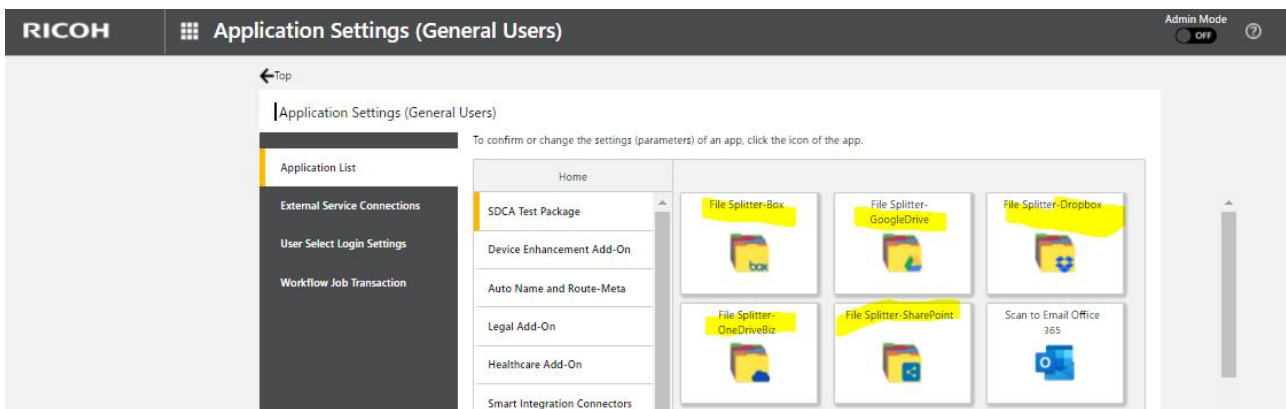 RICOH
Application Settings (General Users)
Admin Mode
OFF
?
Top
Application Settings (General Users)
To confirm or change the settings (parameters) of an app, click the icon of the app.
Application List
External Service Connections
User Select Login Settings
Workflow Job Transaction
Home
SDCA Test Package
Device Enhancement Add-On
Auto Name and Route-Meta
Legal Add-On
Healthcare Add-On
Smart Integration Connectors
File Splitter-Box
box
File Splitter-
GoogleDrive
File Splitter-Dropbox
File Splitter-
OneDriveBiz
File Splitter-SharePoint
Scan to Email Office
365
O